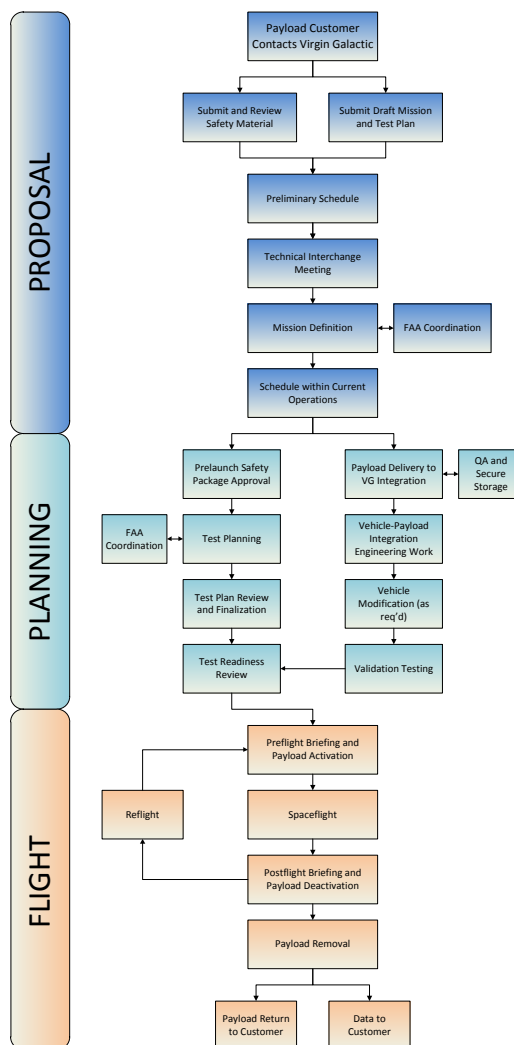 PROPOSAL
Payload Customer
Contacts Virgin Galactic
Submit and Review
Safety Material
Submit Draft Mission
and Test Plan
Preliminary Schedule
Technical Interchange
Meeting
Mission Definition
FAA Coordination
Schedule within Current
Operations
PLANNING
Prelaunch Safety
Package Approval
Payload Delivery to
VG Integration
QA and
Secure
Storage
FAA
Coordination
Test Planning
Vehicle-Payload
Integration
Engineering Work
Test Plan Review
and Finalization
Vehicle
Modification (as
req'd)
Test Readiness
Review
Validation Testing
FLIGHT
Preflight Briefing and
Payload Activation
Reflight
Spaceflight
Postflight Briefing and
Payload Deactivation
Payload Removal
Payload Return
to Customer
Data to
Customer